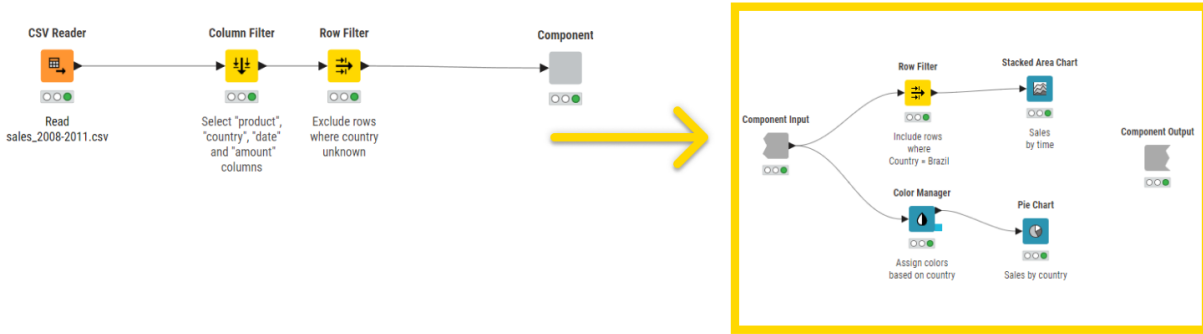 CSV Reader
Read
sales_2008-2011.csv
Column Filter
Select "product",
"country", "date"
and "amount"
columns
Row Filter
Exclude rows
where country
unknown
Component
Component Input
Row Filter
Include rows
where
Country = Brazil
Stacked Area Chart
Sales
by time
Color Manager
Assign colors
based on country
Pie Chart
Sales by country
Component Output